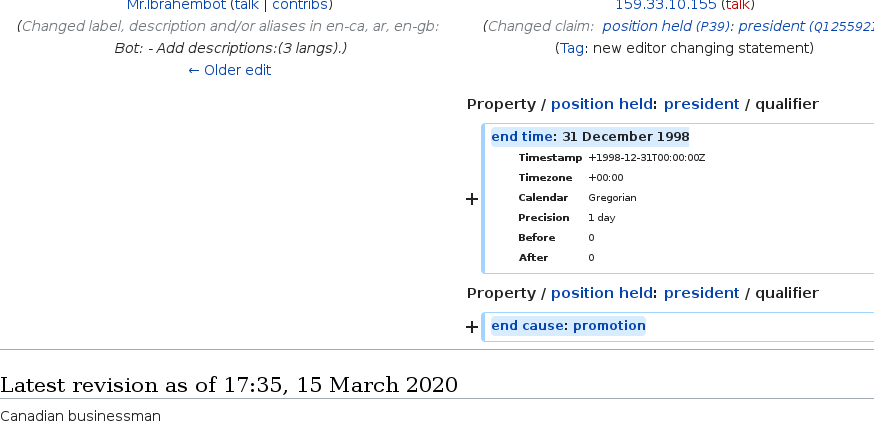 Mr.Ibrahembot (talk | contribs)
(Changed label, description and/or aliases in en-ca, ar, en-gb:
Bot: - Add descriptions:(3 langs).)
← Older edit
159.33.10.155 (talk)
(Changed claim: position held (P39): president (Q1255921
(Tag: new editor changing statement)
Property / position held: president / qualifier
+
end time: 31 December 1998
Timestamp +1998-12-31T00:00:00Z
Timezone +00:00
Calendar Gregorian
Precision 1 day
Before 0
After 0
Property / position held: president / qualifier
+
end cause: promotion
Latest revision as of 17:35, 15 March 2020
Canadian businessman